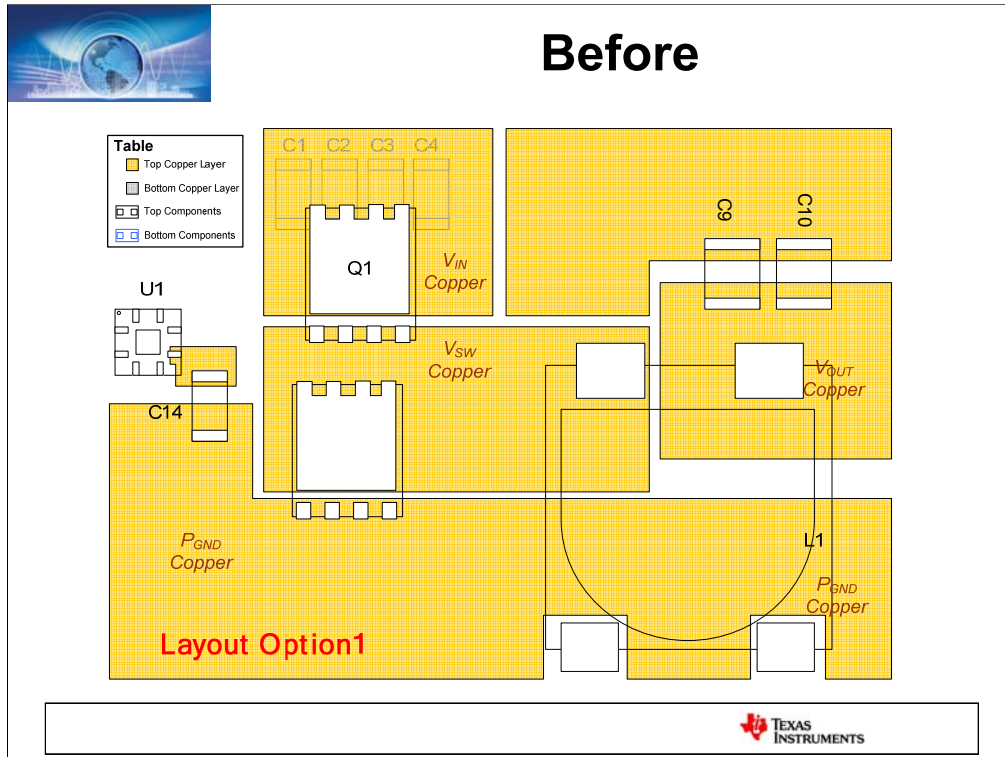 Before
Table
Top Copper Layer
Bottom Copper Layer
Top Components
Bottom Components
C1 C2 C3 C4
Q1
VIN
Copper
C9
C10
U1
VSW
Copper
VOUT
Copper
C14
PGND
Copper
L1
PGND
Copper
Layout Option1
TEXAS
INSTRUMENTS